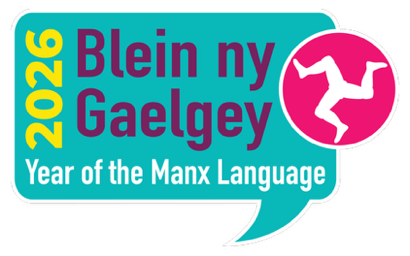 2026
Blein ny
Gaelgey
Year of the Manx Language